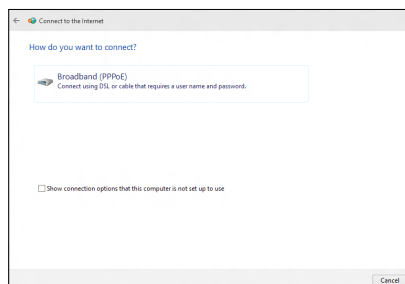 Connect to the Internet
How do you want to connect?
Broadband (PPPoE)
Connect using DSL or cable that requires a user name and password.
Show connection options that this computer is not set up to use
Cancel